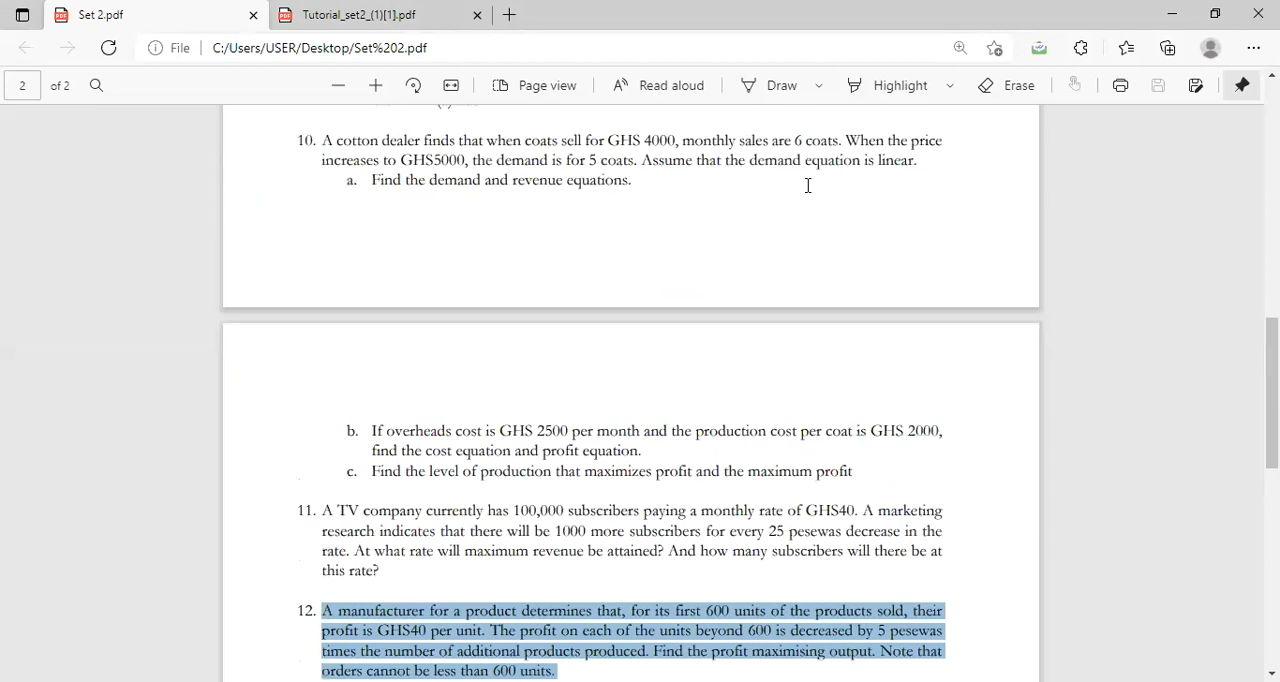 Set 2.pdf
Tutorial_set2_(1)[1].pdf
File
C:/Users/USER/Desktop/Set%202.pdf
2 of 2
Page view
Read aloud
Draw
Highlight
Erase
10. A cotton dealer finds that when coats sell for GHS 4000, monthly sales are 6 coats. When the price
increases to GHS5000, the demand is for 5 coats. Assume that the demand equation is linear.
a. Find the demand and revenue equations.
b. If overheads cost is GHS 2500 per month and the production cost per coat is GHS 2000,
find the cost equation and profit equation.
c. Find the level of production that maximizes profit and the maximum profit
11. A TV company currently has 100,000 subscribers paying a monthly rate of GHS40. A marketing
research indicates that there will be 1000 more subscribers for every 25 pesewas decrease in the
rate. At what rate will maximum revenue be attained? And how many subscribers will there be at
this rate?
12. A manufacturer for a product determines that, for its first 600 units of the products sold, their
profit is GHS40 per unit. The profit on each of the units beyond 600 is decreased by 5 pesewas
times the number of additional products produced. Find the profit maximising output. Note that
orders cannot be less than 600 units.